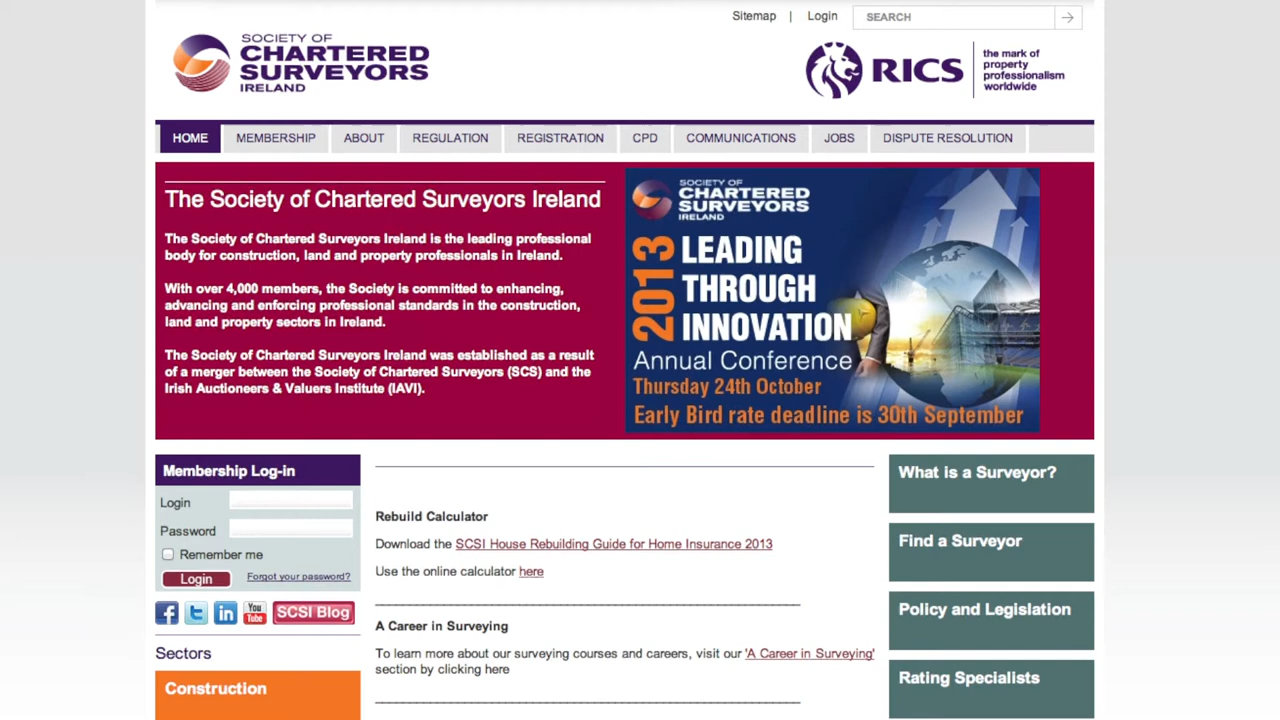 Sitemap | Login SEARCH
SOCIETY OF
CHARTERED
SURVEYORS
IRELAND
RICS
the mark of
property
professionalism
worldwide
HOME MEMBERSHIP ABOUT REGULATION REGISTRATION CPD COMMUNICATIONS JOBS DISPUTE RESOLUTION
The Society of Chartered Surveyors Ireland
The Society of Chartered Surveyors Ireland is the leading professional
body for construction, land and property professionals in Ireland.
With over 4,000 members, the Society is committed to enhancing,
advancing and enforcing professional standards in the construction,
land and property sectors in Ireland.
The Society of Chartered Surveyors Ireland was established as a result
of a merger between the Society of Chartered Surveyors (SCS) and the
Irish Auctioneers & Valuers Institute (IAVI).
SOCIETY OF
CHARTERED
SURVEYORS
IRELAND
2013
LEADING
THROUGH
INNOVATION
Annual Conference
Thursday 24th October
Early Bird rate deadline is 30th September
Membership Log-in
Login
Password
Remember me
Login Forgot your password?
f t in You Tube SCSI Blog
Sectors
Construction
Rebuild Calculator
Download the SCSI House Rebuilding Guide for Home Insurance 2013
Use the online calculator here
A Career in Surveying
To learn more about our surveying courses and careers, visit our 'A Career in Surveying'
section by clicking here
What is a Surveyor?
Find a Surveyor
Policy and Legislation
Rating Specialists